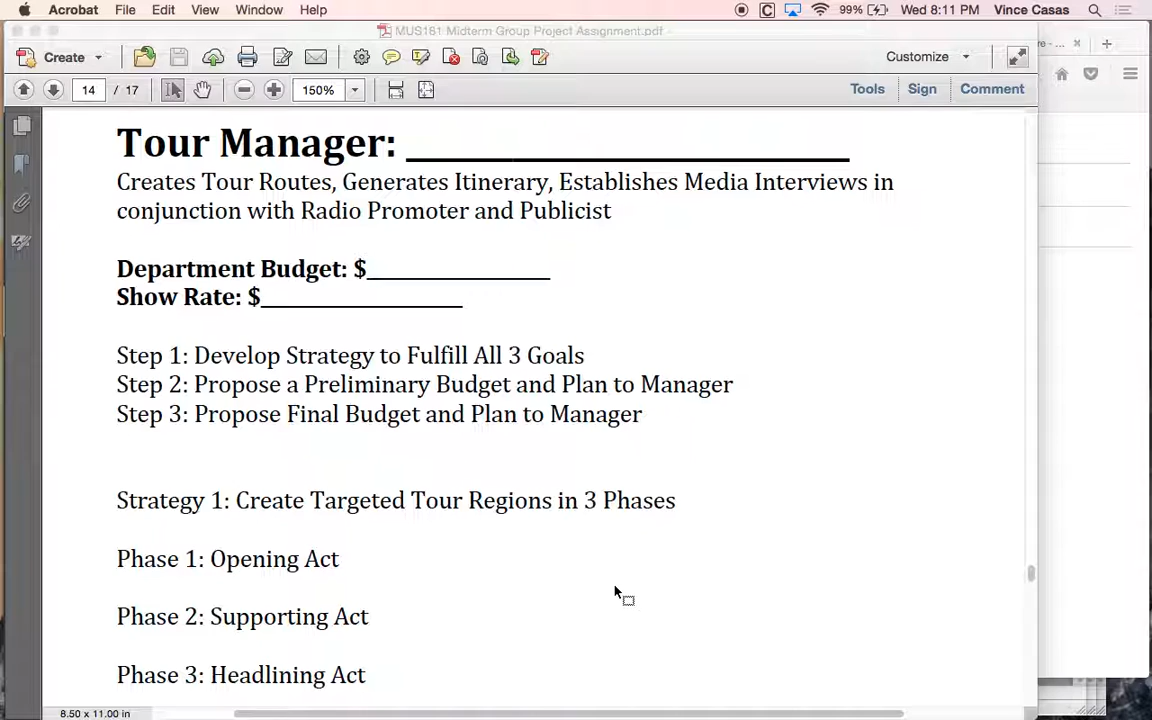 Acrobat File Edit View Window Help 99% Wed 8:11 PM Vince Casas
MUS161 Midterm Group Project Assignment.pdf
Create Customize
14 / 17 150% Tools Sign Comment
Tour Manager: ____________________
Creates Tour Routes, Generates Itinerary, Establishes Media Interviews in
conjunction with Radio Promoter and Publicist
Department Budget: $__________________
Show Rate: $____________________
Step 1: Develop Strategy to Fulfill All 3 Goals
Step 2: Propose a Preliminary Budget and Plan to Manager
Step 3: Propose Final Budget and Plan to Manager
Strategy 1: Create Targeted Tour Regions in 3 Phases
Phase 1: Opening Act
Phase 2: Supporting Act
Phase 3: Headlining Act
8.50 x 11.00 in